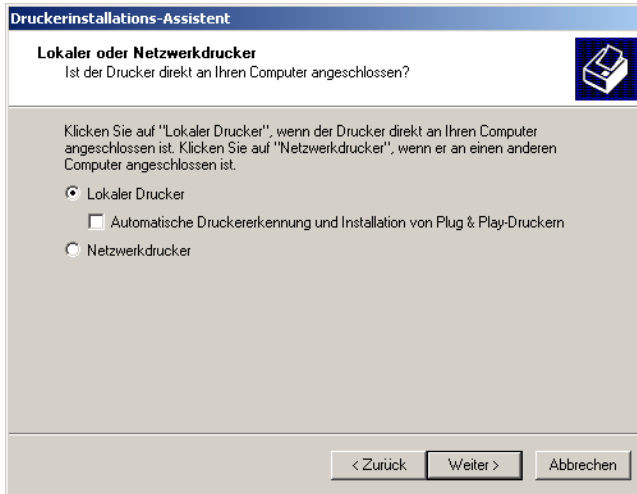 Druckerinstallations-Assistent
Lokaler oder Netzwerkdrucker
Ist der Drucker direkt an Ihren Computer angeschlossen?
Klicken Sie auf "Lokaler Drucker", wenn der Drucker direkt an Ihren Computer
angeschlossen ist. Klicken Sie auf "Netzwerkdrucker", wenn er an einen anderen
Computer angeschlossen ist.
Lokaler Drucker
Automatische Druckererkennung und Installation von Plug & Play-Druckern
Netzwerkdrucker
< Zurück Weiter > Abbrechen